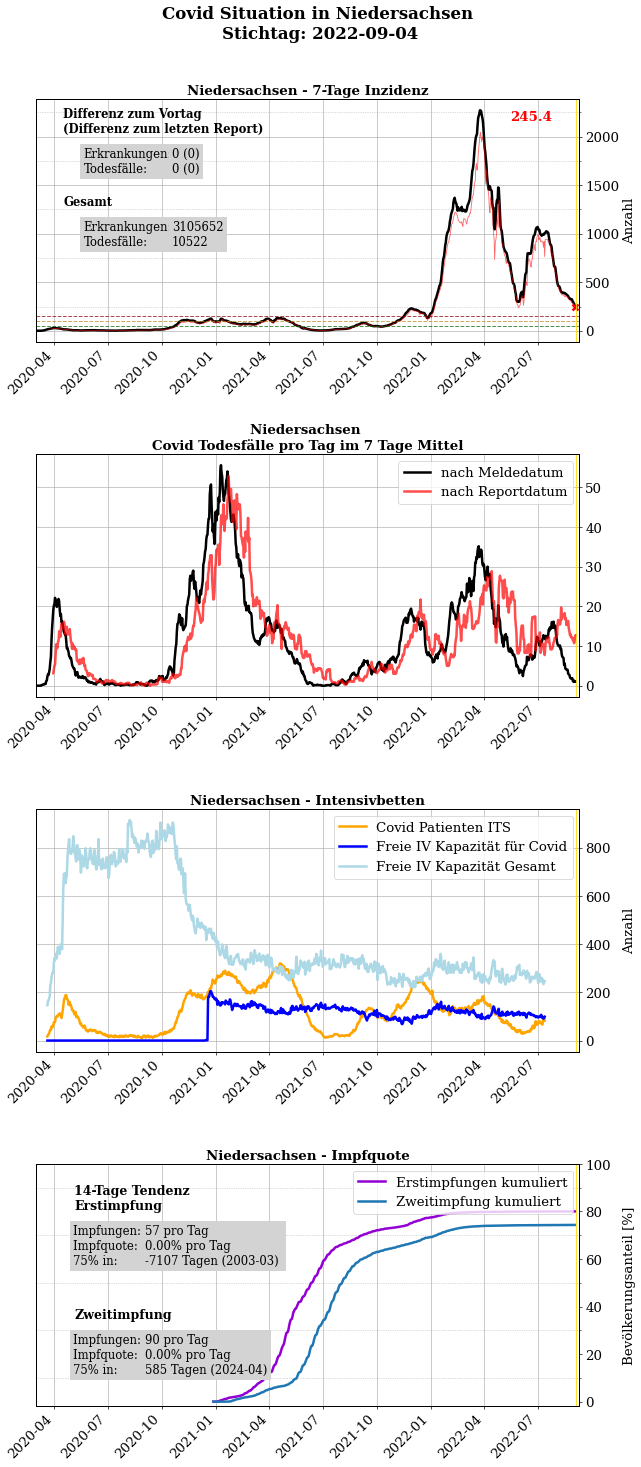 Covid Situation in Niedersachsen
Stichtag: 2022-09-04
Niedersachsen - 7-Tage Inzidenz
Differenz zum Vortag
(Differenz zum letzten Report)
Erkrankungen 0 (0)
Todesfälle: 0 (0)
Gesamt
Erkrankungen 3105652
Todesfälle: 10522
245.4
2000
1500
1000
500
0
Anzahl
2020-04 2020-07 2020-10 2021-01 2021-04 2021-07 2021-10 2022-01 2022-04 2022-07
Niedersachsen
Covid Todesfälle pro Tag im 7 Tage Mittel
nach Meldedatum
nach Reportdatum
50
40
30
20
10
0
2020-04 2020-07 2020-10 2021-01 2021-04 2021-07 2021-10 2022-01 2022-04 2022-07
Niedersachsen - Intensivbetten
Covid Patienten ITS
Freie IV Kapazität für Covid
Freie IV Kapazität Gesamt
800
600
400
200
0
Anzahl
2020-04 2020-07 2020-10 2021-01 2021-04 2021-07 2021-10 2022-01 2022-04 2022-07
Niedersachsen - Impfquote
14-Tage Tendenz
Erstimpfung
Impfungen: 57 pro Tag
Impfquote: 0.00% pro Tag
75% in: -7107 Tagen (2003-03)
Zweitimpfung
Impfungen: 90 pro Tag
Impfquote: 0.00% pro Tag
75% in: 585 Tagen (2024-04)
Erstimpfungen kumuliert
Zweitimpfung kumuliert
100
80
60
40
20
0
Bevölkerungsanteil [%]
2020-04 2020-07 2020-10 2021-01 2021-04 2021-07 2021-10 2022-01 2022-04 2022-07